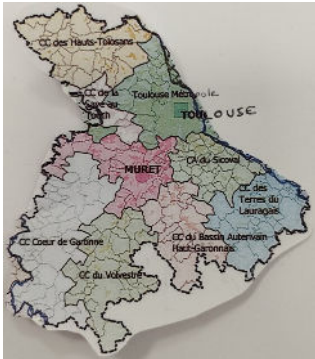 CC des Hauts-Tolosans
CC de la
Save au
Touch
Toulouse Métropole
TOULOUSE
CA du Sicoval
MURET
CC des
Terres du
Lauragais
CC Coeur de Garonne
CC du Bassin Auterivain
Haut-Garonnais
CC du Volvestre